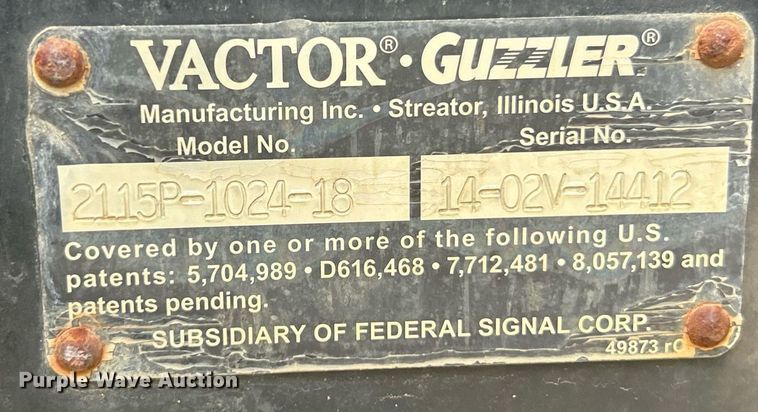 VACTOR® · GUZZLER®
Manufacturing Inc. • Streator, Illinois U.S.A.
Model No. Serial No.
2115P-1024-18 14-02V-14412
Covered by one or more of the following U.S.
patents: 5,704,989 • D616,468 • 7,712,481 • 8,057,139 and
patents pending.
SUBSIDIARY OF FEDERAL SIGNAL CORP.
49873 rC
Purple Wave Auction